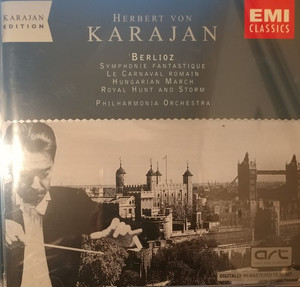 KARAJAN
EDITION
HERBERT VON
KARAJAN
EMI
CLASSICS
BERLIOZ
SYMPHONIE FANTASTIQUE
LE CARNAVAL ROMAIN
HUNGARIAN MARCH
ROYAL HUNT AND STORM
PHILHARMONIA ORCHESTRA
art